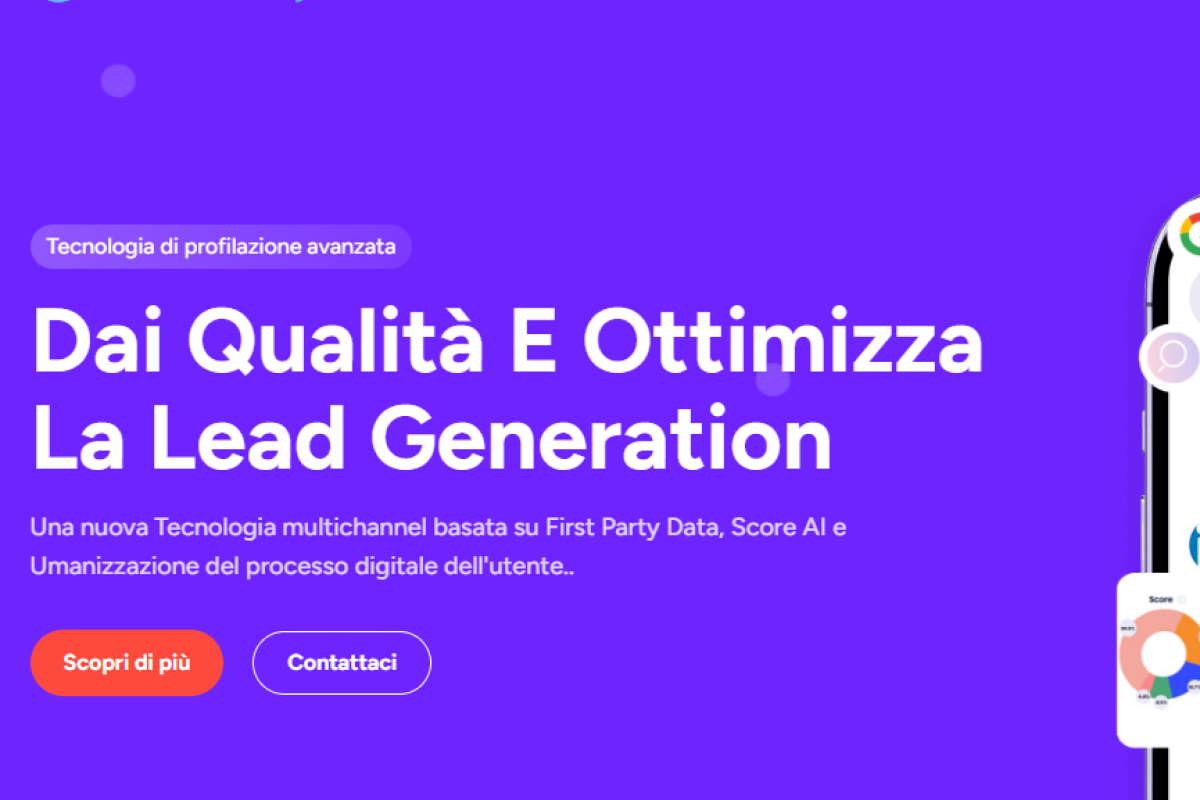 Tecnologia di profilazione avanzata
Dai Qualità E Ottimizza
La Lead Generation
Una nuova Tecnologia multichannel basata su First Party Data, Score AI e
Umanizzazione del processo digitale dell'utente..
Scopri di più
Contattaci
Score